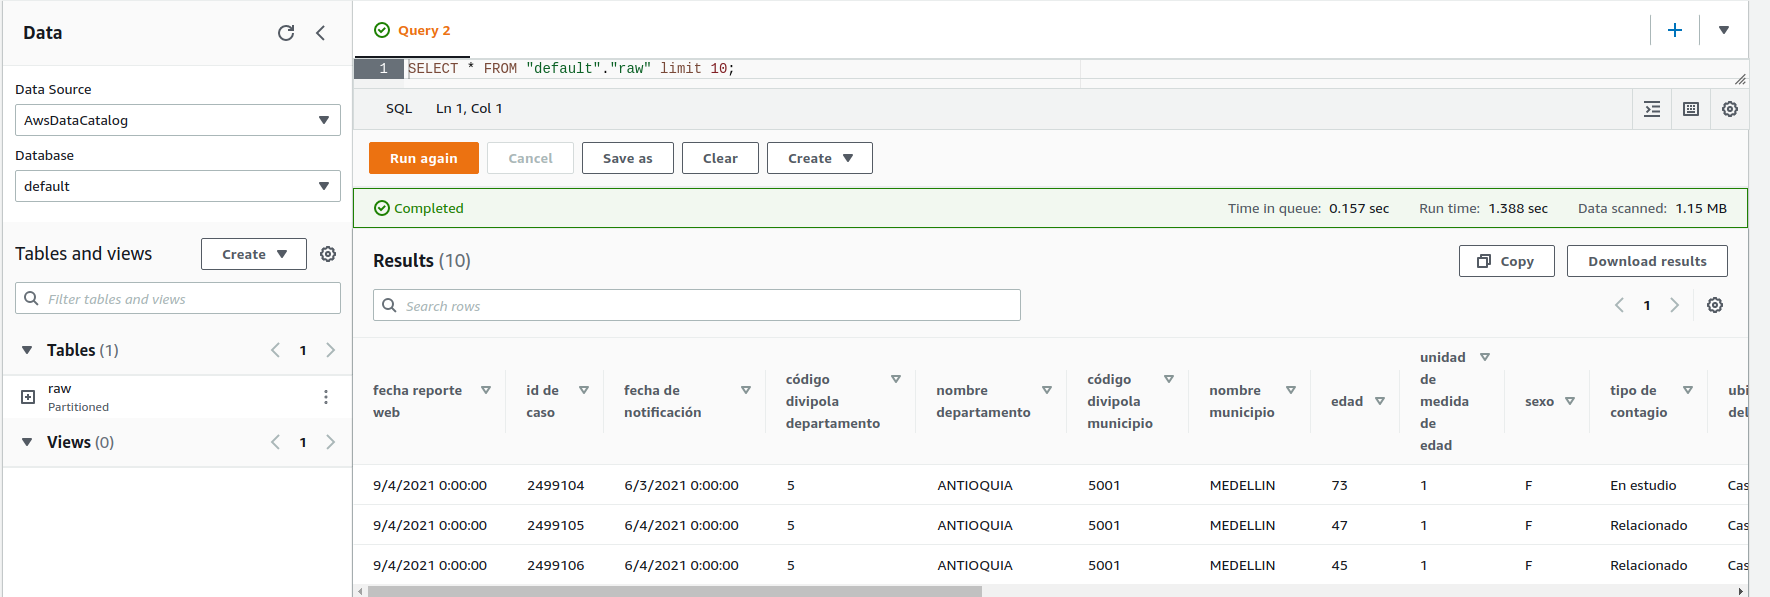 Data
Data Source
AwsDataCatalog
Database
default
Tables and views
Create
Filter tables and views
Tables (1)
1
raw
Partitioned
Views (0)
1
Query 2
1 SELECT * FROM "default"."raw" limit 10;
SQL Ln 1, Col 1
Run again Cancel Save as Clear Create
Completed Time in queue: 0.157 sec Run time: 1.388 sec Data scanned: 1.15 MB
Results (10) Copy Download results
Search rows 1
fecha reporte
web
id de
caso
fecha de
notificación
código
divipola
departamento
nombre
departamento
código
divipola
municipio
nombre
municipio
edad
unidad
de
medida
de
edad
sexo
tipo de
contagio
ubi
del
9/4/2021 0:00:00 2499104 6/3/2021 0:00:00 5 ANTIOQUIA 5001 MEDELLIN 73 1 F En estudio Cas
9/4/2021 0:00:00 2499105 6/4/2021 0:00:00 5 ANTIOQUIA 5001 MEDELLIN 47 1 F Relacionado Cas
9/4/2021 0:00:00 2499106 6/4/2021 0:00:00 5 ANTIOQUIA 5001 MEDELLIN 45 1 F Relacionado Cas